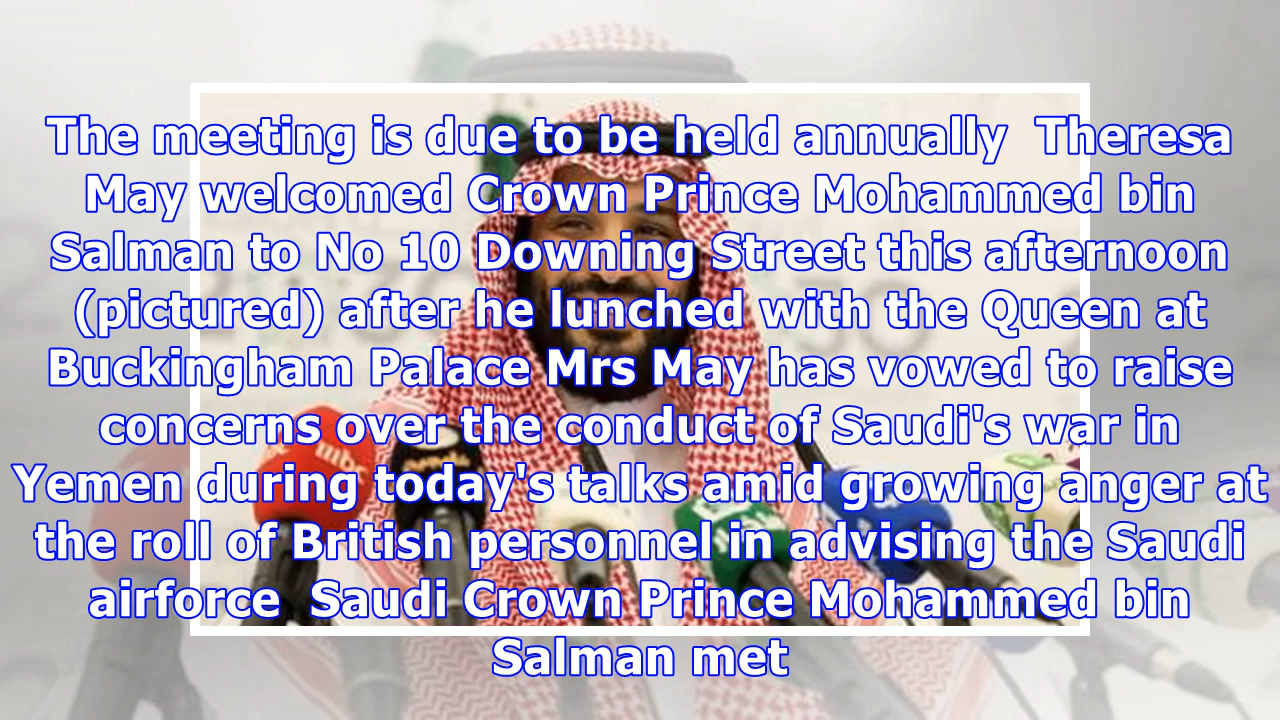 The meeting is due to be held annually  Theresa
May welcomed Crown Prince Mohammed bin
Salman to No 10 Downing Street this afternoon
(pictured) after he lunched with the Queen at
Buckingham Palace Mrs May has vowed to raise
concerns over the conduct of Saudi's war in
Yemen during today's talks amid growing anger at
the roll of British personnel in advising the Saudi
airforce  Saudi Crown Prince Mohammed bin
Salman met